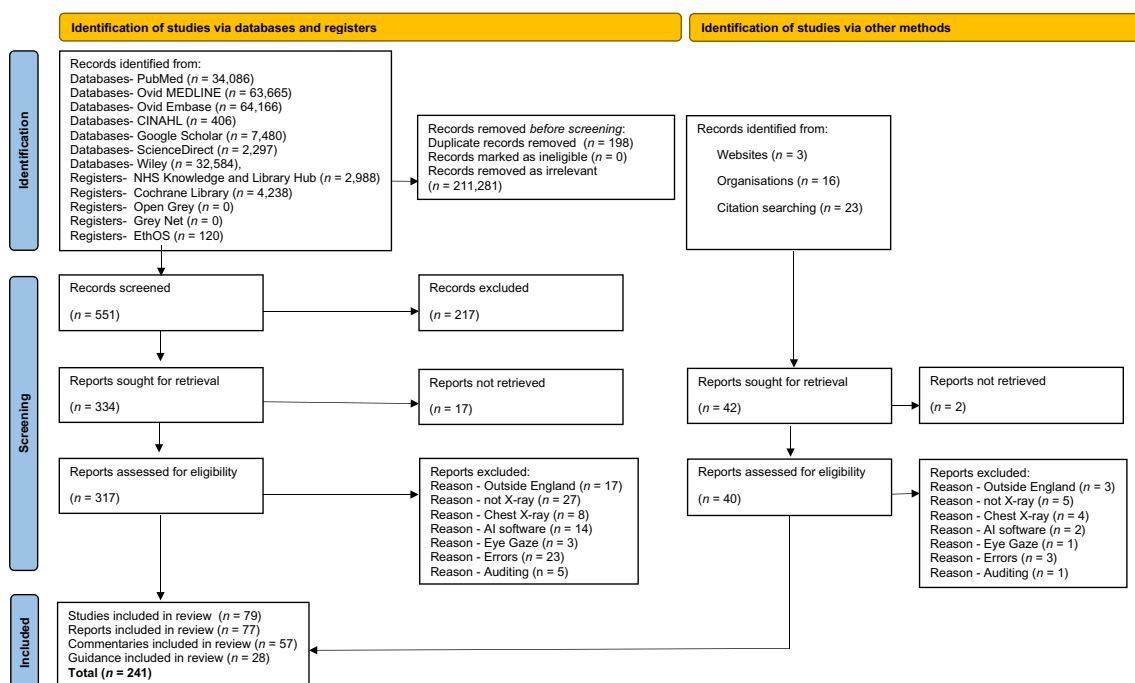 Identification of studies via databases and registers
Identification of studies via other methods
Identification
Records identified from:
Databases- PubMed (n = 34,086)
Databases- Ovid MEDLINE (n = 63,665)
Databases- Ovid Embase (n = 64,166)
Databases- CINAHL (n = 406)
Databases- Google Scholar (n = 7,480)
Databases- ScienceDirect (n = 2,297)
Databases- Wiley (n = 32,584),
Registers- NHS Knowledge and Library Hub (n = 2,988)
Registers- Cochrane Library (n = 4,238)
Registers- Open Grey (n = 0)
Registers- Grey Net (n = 0)
Registers- EthOS (n = 120)
Records removed before screening:
Duplicate records removed (n = 198)
Records marked as ineligible (n = 0)
Records removed as irrelevant
(n = 211,281)
Records identified from:
Websites (n = 3)
Organisations (n = 16)
Citation searching (n = 23)
Screening
Records screened
(n = 551)
Records excluded
(n = 217)
Reports sought for retrieval
(n = 334)
Reports not retrieved
(n = 17)
Reports sought for retrieval
(n = 42)
Reports not retrieved
(n = 2)
Reports assessed for eligibility
(n = 317)
Reports excluded:
Reason - Outside England (n = 17)
Reason - not X-ray (n = 27)
Reason - Chest X-ray (n = 8)
Reason - AI software (n = 14)
Reason - Eye Gaze (n = 3)
Reason - Errors (n = 23)
Reason - Auditing (n = 5)
Reports assessed for eligibility
(n = 40)
Reports excluded:
Reason - Outside England (n = 3)
Reason - not X-ray (n = 5)
Reason - Chest X-ray (n = 4)
Reason - AI software (n = 2)
Reason - Eye Gaze (n = 1)
Reason - Errors (n = 3)
Reason - Auditing (n = 1)
Included
Studies included in review (n = 79)
Reports included in review (n = 77)
Commentaries included in review (n = 57)
Guidance included in review (n = 28)
Total (n = 241)